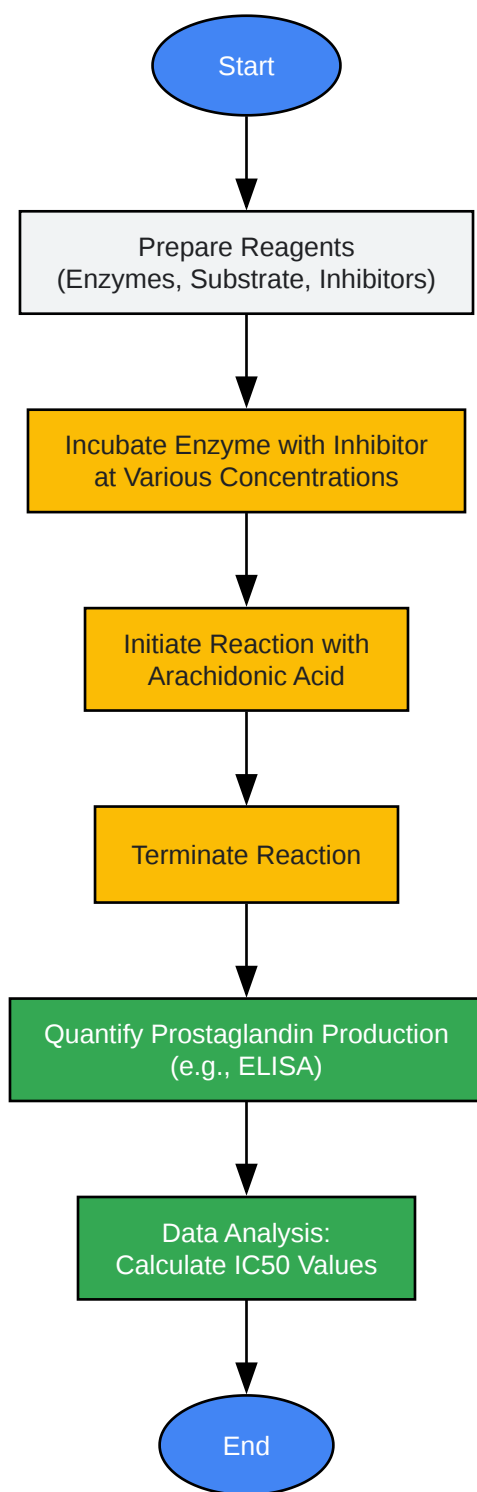 Start
Prepare Reagents
(Enzymes, Substrate, Inhibitors)
Incubate Enzyme with Inhibitor
at Various Concentrations
Initiate Reaction with
Arachidonic Acid
Terminate Reaction
Quantify Prostaglandin Production
(e.g., ELISA)
Data Analysis:
Calculate IC50 Values
End